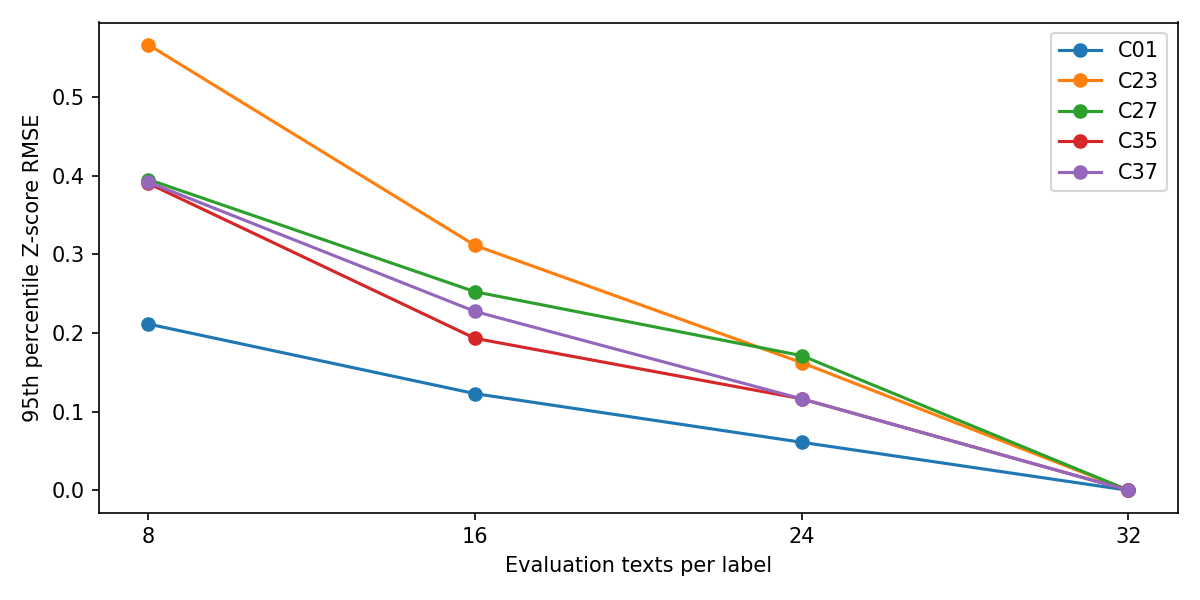 95th percentile Z-score RMSE
0.5
0.4
0.3
0.2
0.1
0.0
8
16
24
32
Evaluation texts per label
C01
C23
C27
C35
C37